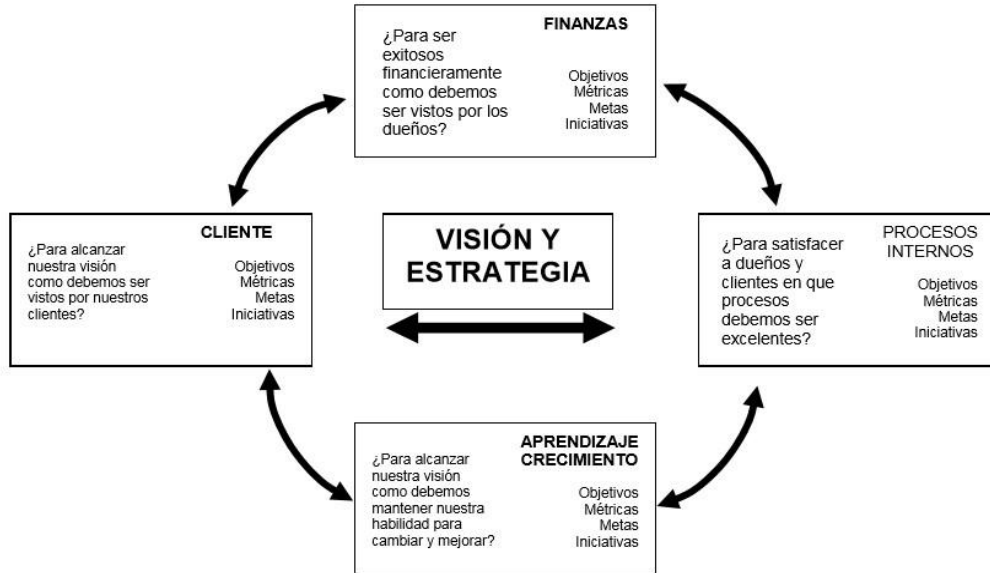 FINANZAS
¿Para ser
exitosos
financieramente
como debemos
ser vistos por los
dueños?
Objetivos
Métricas
Metas
Iniciativas
CLIENTE
¿Para alcanzar
nuestra visión
como debemos ser
vistos por nuestros
clientes?
Objetivos
Métricas
Metas
Iniciativas
VISIÓN Y
ESTRATEGIA
PROCESOS
INTERNOS
¿Para satisfacer
a dueños y
clientes en que
procesos
debemos ser
excelentes?
Objetivos
Métricas
Metas
Iniciativas
APRENDIZAJE
CRECIMIENTO
¿Para alcanzar
nuestra visión
como debemos
mantener nuestra
habilidad para
cambiar y mejorar?
Objetivos
Métricas
Metas
Iniciativas